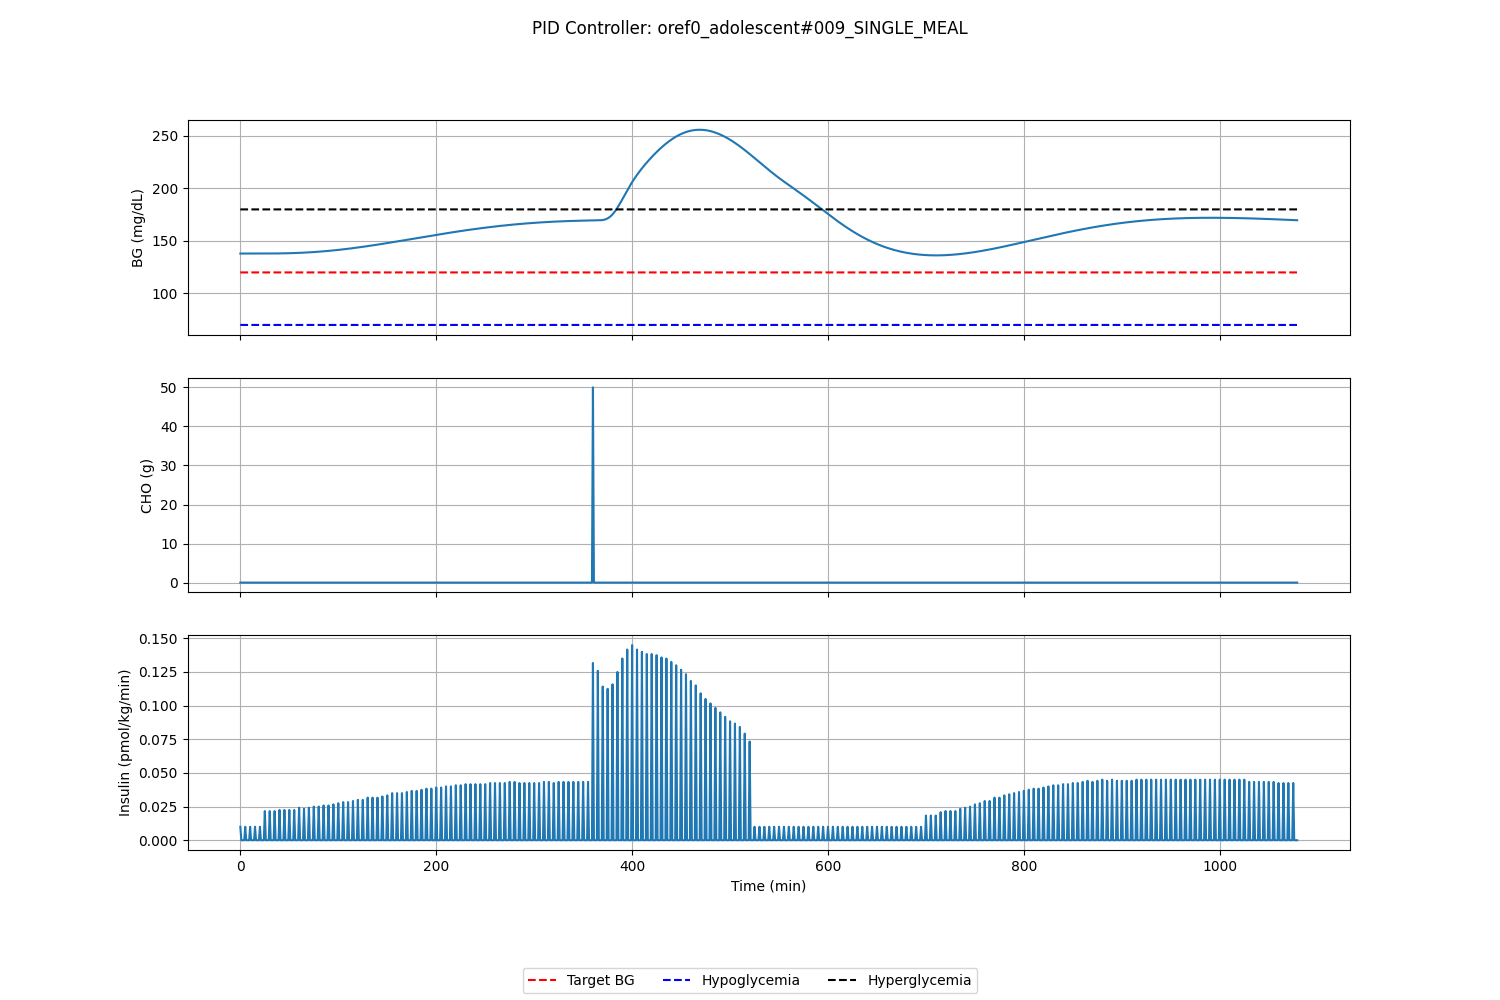 PID Controller: oref0_adolescent#009_SINGLE_MEAL
BG (mg/dL)
250
200
150
100
CHO (g)
50
40
30
20
10
0
Insulin (pmol/kg/min)
0.150
0.125
0.100
0.075
0.050
0.025
0.000
0 200 400 600 800 1000
Time (min)
Target BG Hypoglycemia Hyperglycemia